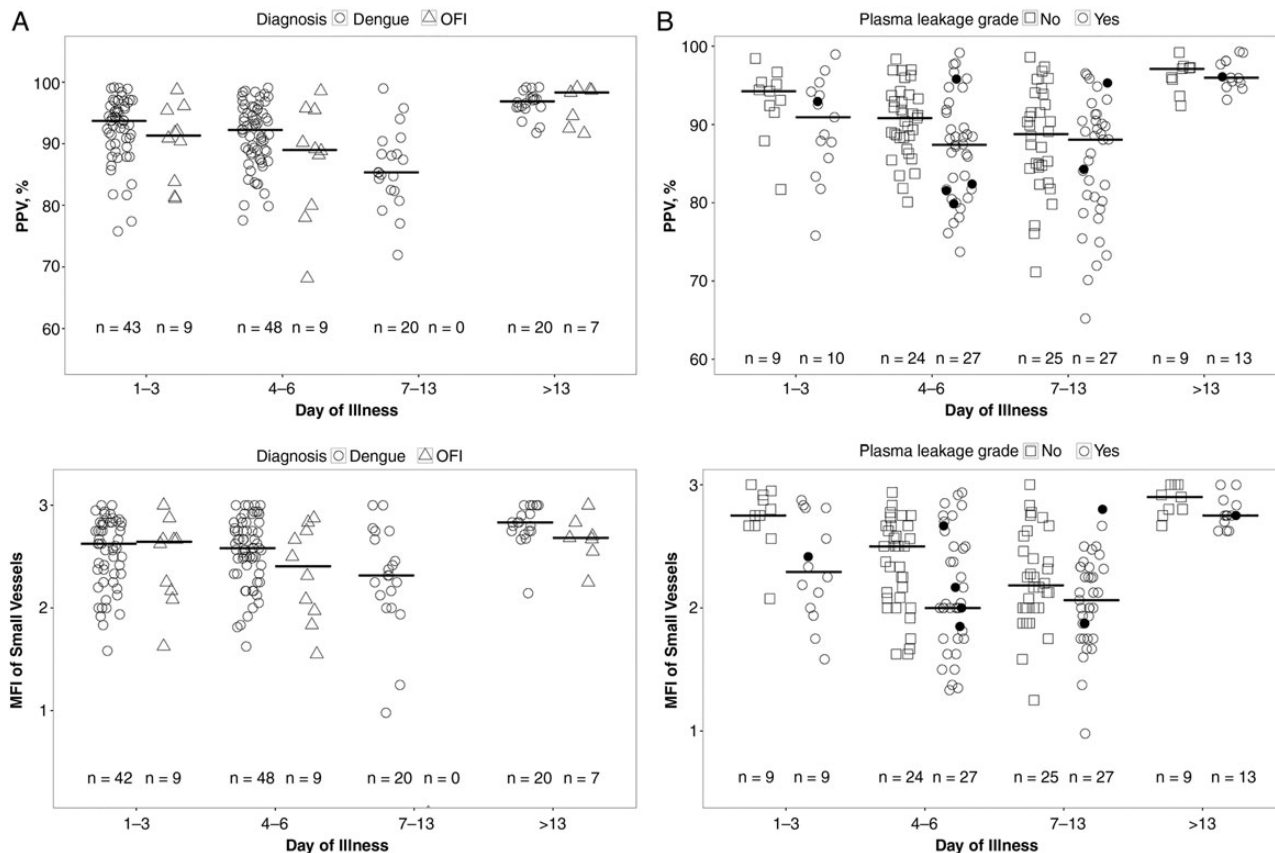 A
Diagnosis Dengue OFI
PPV, %
100
90
80
70
60
n = 43 n = 9 n = 48 n = 9 n = 20 n = 0 n = 20 n = 7
1–3 4–6 7–13 >13
Day of Illness
B
Plasma leakage grade No Yes
PPV, %
100
90
80
70
60
n = 9 n = 10 n = 24 n = 27 n = 25 n = 27 n = 9 n = 13
1–3 4–6 7–13 >13
Day of Illness
Diagnosis Dengue OFI
MFI of Small Vessels
3
2
1
n = 42 n = 9 n = 48 n = 9 n = 20 n = 0 n = 20 n = 7
1–3 4–6 7–13 >13
Day of Illness
Plasma leakage grade No Yes
MFI of Small Vessels
3
2
1
n = 9 n = 9 n = 24 n = 27 n = 25 n = 27 n = 9 n = 13
1–3 4–6 7–13 >13
Day of Illness